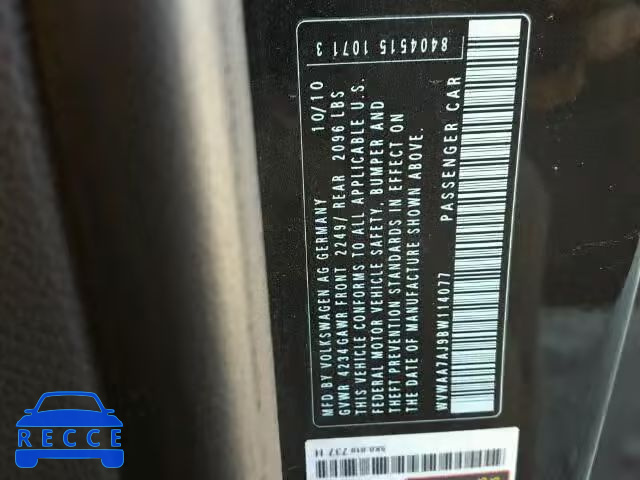 MFD.BY VOLKSWAGEN AG GERMANY 10/10
GVWR 4234 GAWR FRONT 2249/ REAR 2096 LBS
THIS VEHICLE CONFORMS TO ALL APPLICABLE U.S.
FEDERAL MOTOR VEHICLE SAFETY, BUMPER AND
THEFT PREVENTION STANDARDS IN EFFECT ON
THE DATE OF MANUFACTURE SHOWN ABOVE.
8404515 1071 3
PASSENGER CAR
WVWAA7AJ9BW114077
737 H
RECCE